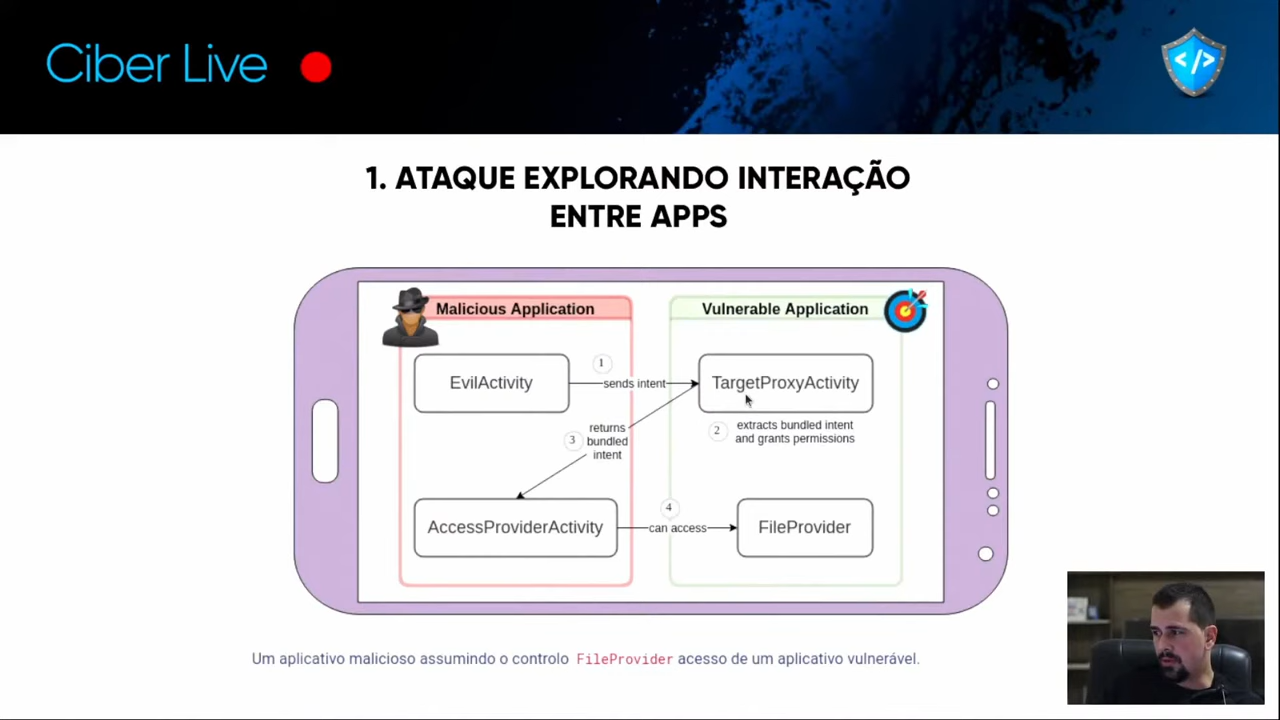 Ciber Live
</>
1. ATAQUE EXPLORANDO INTERAÇÃO
ENTRE APPS
Malicious Application
Vulnerable Application
EvilActivity
1
sends intent
TargetProxyActivity
2
extracts bundled intent
and grants permissions
3
returns
bundled
intent
AccessProviderActivity
4
can access
FileProvider
Um aplicativo malicioso assumindo o controlo FileProvider acesso de um aplicativo vulnerável.